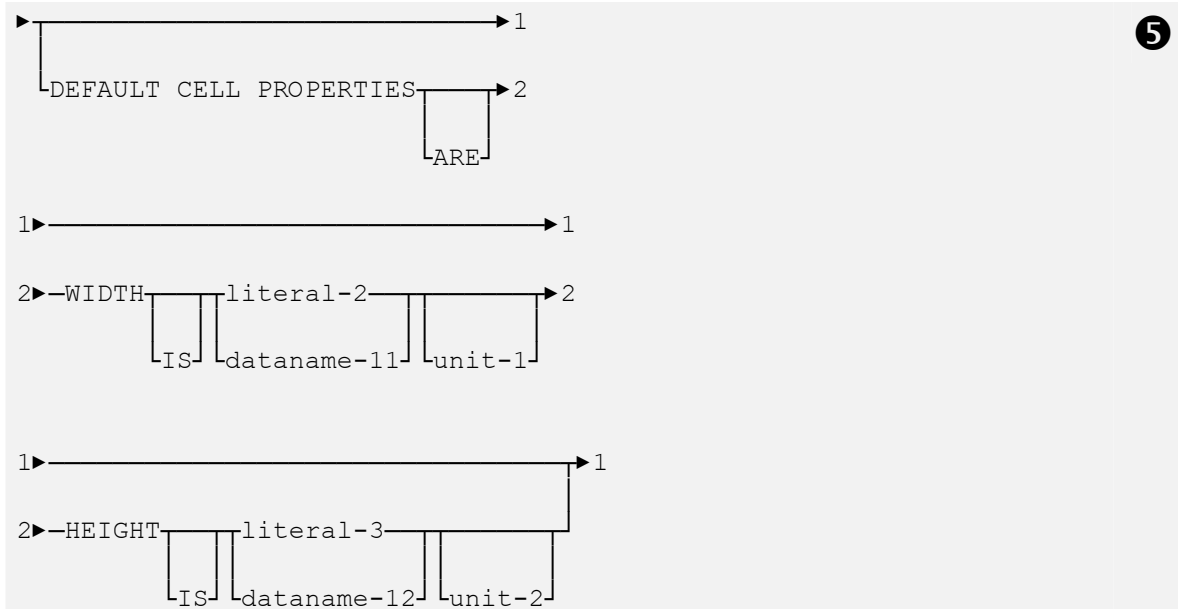 ►1
❺
DEFAULT CELL PROPERTIES►2
ARE
1►►1
2►WIDTH literal-2►2
IS dataname-11 unit-1
1►►1
2►HEIGHT literal-3
IS dataname-12 unit-2